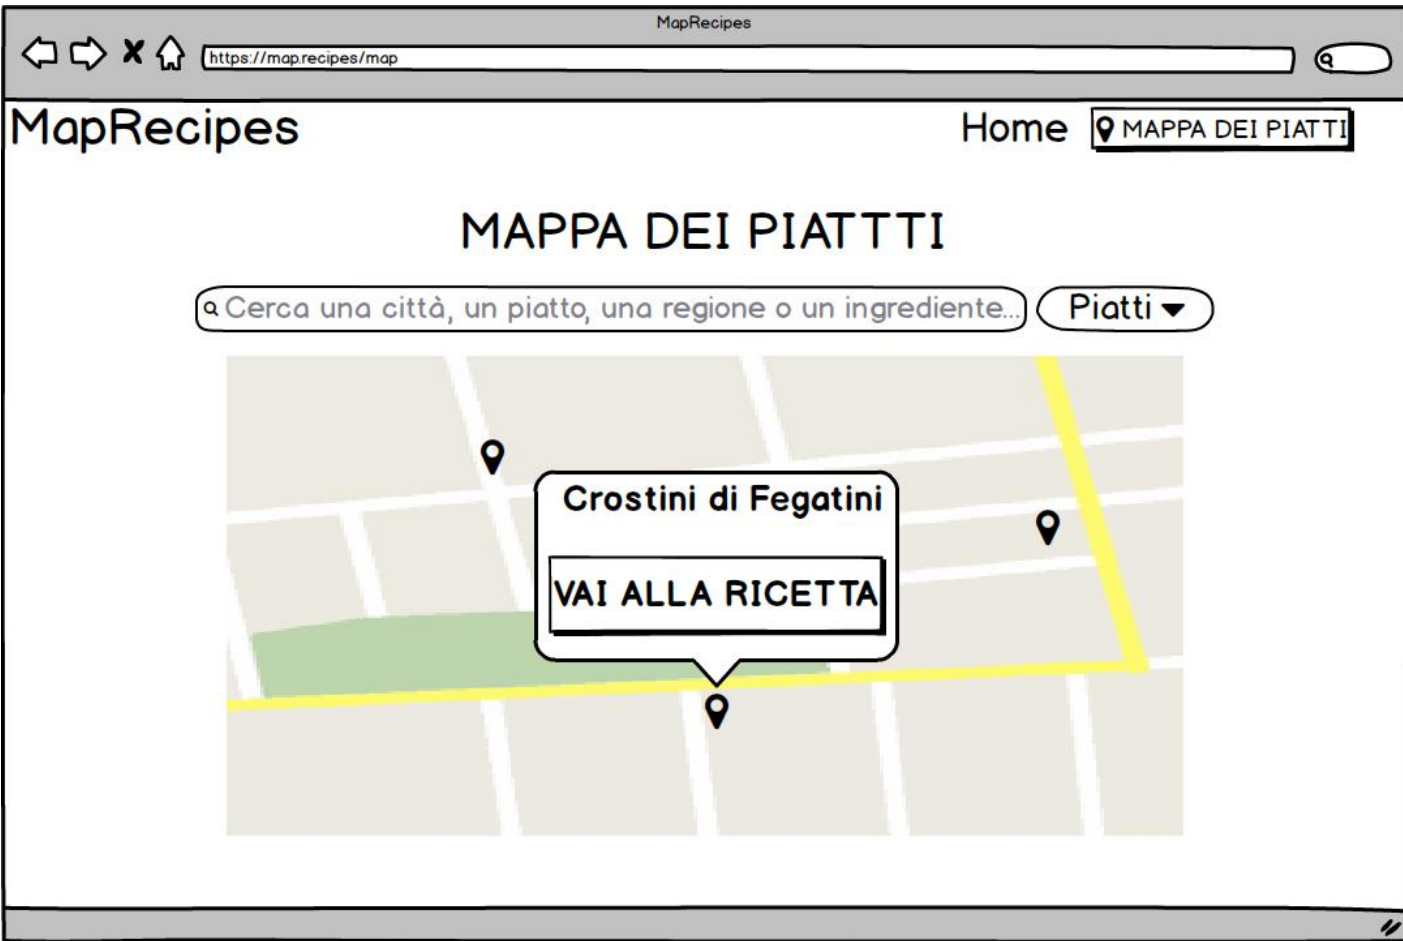 MapRecipes
https://map.recipes/map
MapRecipes
Home
MAPPA DEI PIATTI
MAPPA DEI PIATTTI
Cerca una città, un piatto, una regione o un ingrediente...
Piatti
Crostini di Fegatini
VAI ALLA RICETTA